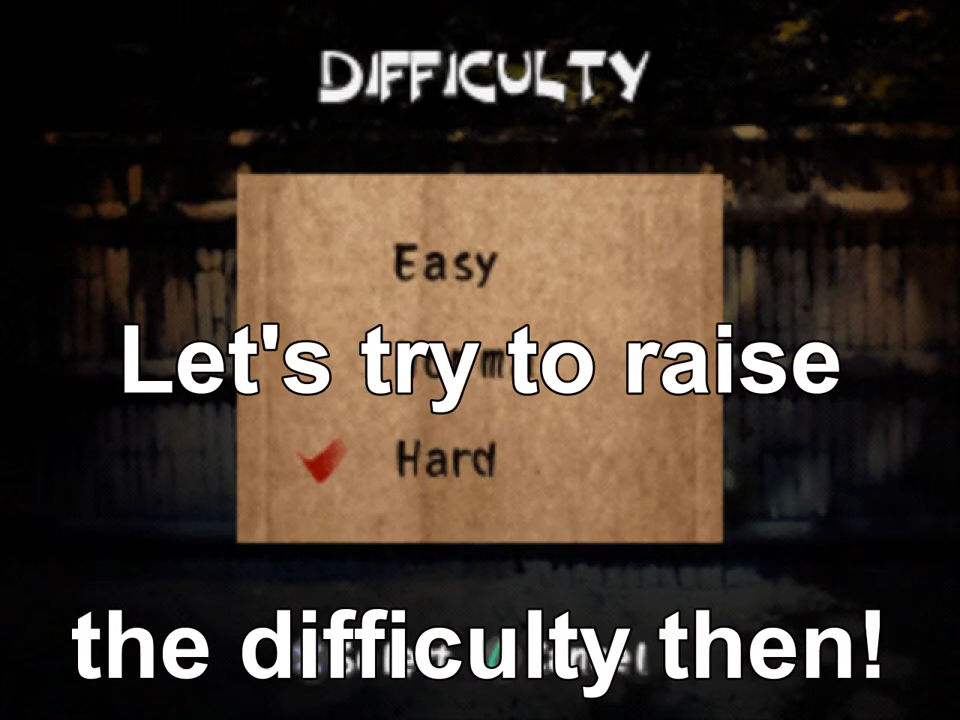 DIFFICULTY
Easy
Let's try to raise
Hard
the difficulty then!